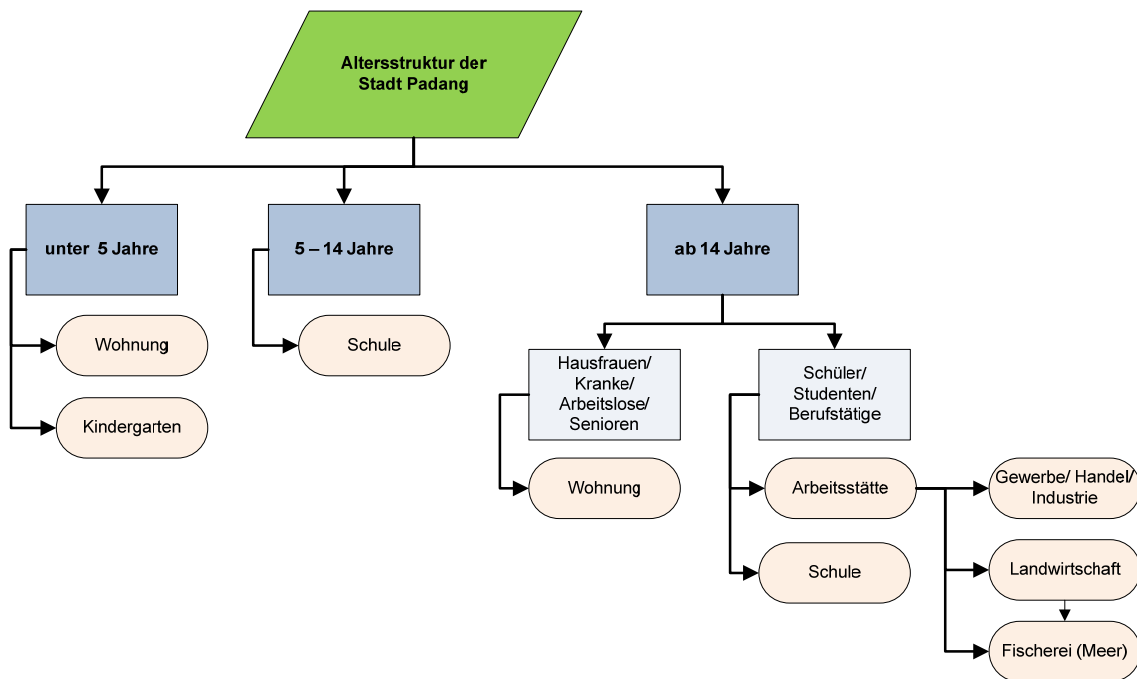 Altersstruktur der
Stadt Padang
unter 5 Jahre
5 – 14 Jahre
ab 14 Jahre
Wohnung
Kindergarten
Schule
Hausfrauen/
Kranke/
Arbeitslose/
Senioren
Wohnung
Schüler/
Studenten/
Berufstätige
Arbeitsstätte
Schule
Gewerbe/ Handel/
Industrie
Landwirtschaft
Fischerei (Meer)